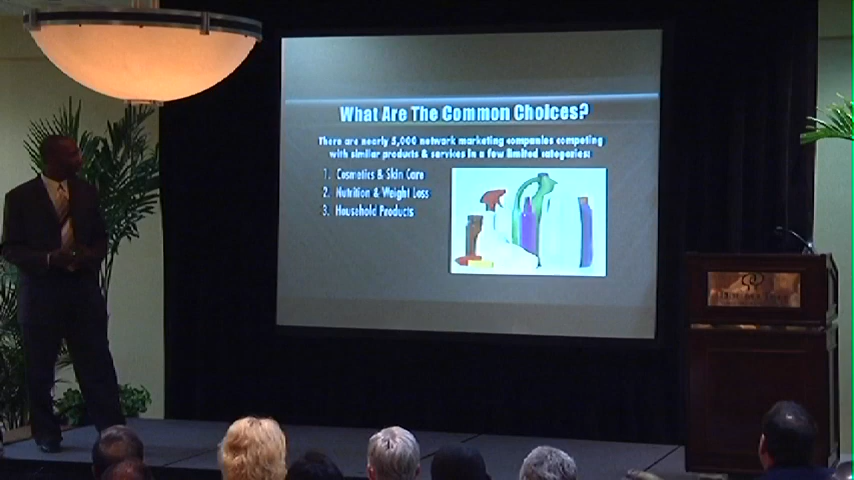 What Are The Common Choices?
There are nearly 5,000 network marketing companies competing
with similar products & services in a few limited categories:
1. Cosmetics & Skin Care
2. Nutrition & Weight Loss
3. Household Products